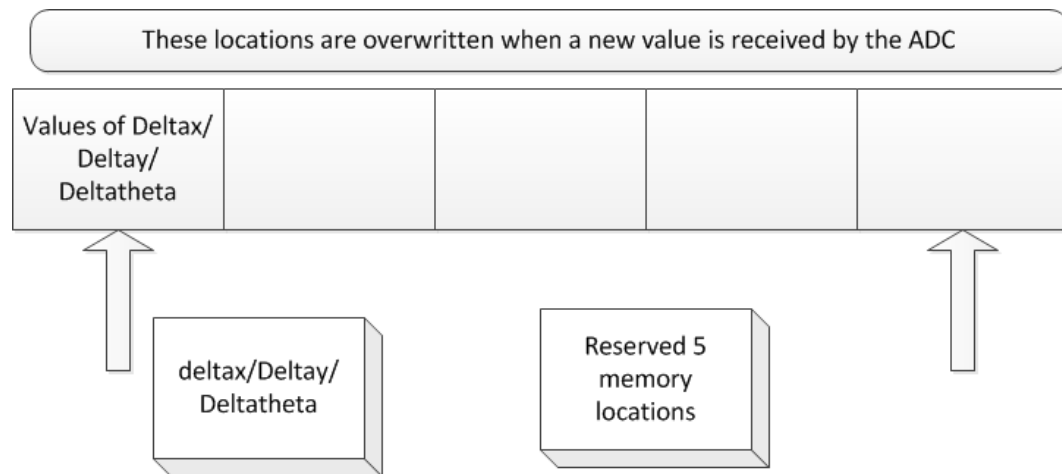 These locations are overwritten when a new value is received by the ADC
Values of Deltax/
Deltay/
Deltatheta
deltax/Deltay/
Deltatheta
Reserved 5
memory
locations